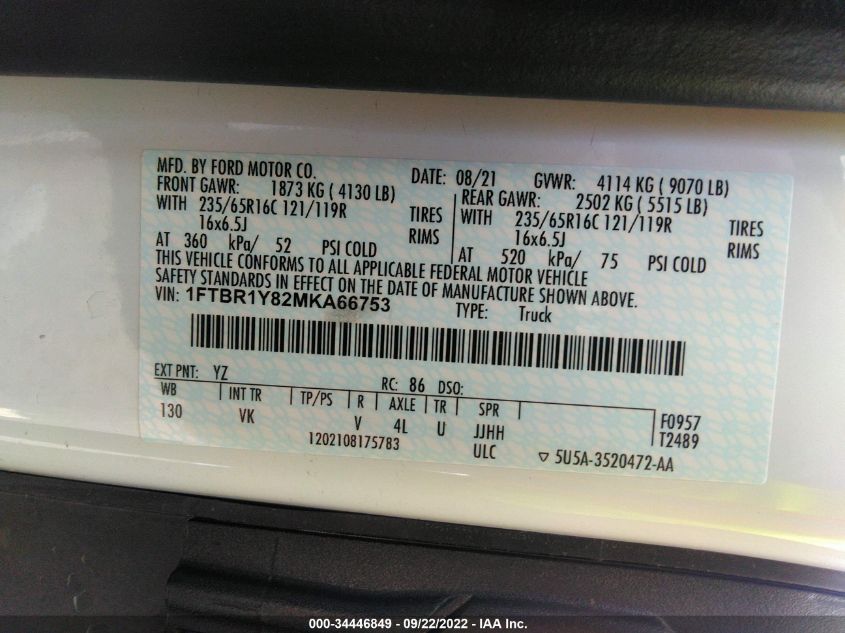 MFD. BY FORD MOTOR CO. DATE: 08/21 GVWR: 4114 KG ( 9070 LB)
FRONT GAWR: 1873 KG ( 4130 LB)
WITH 235/65R16C 121/119R TIRES
16x6.5J RIMS
AT 360 kPa/ 52 PSI COLD
REAR GAWR: 2502 KG ( 5515 LB)
WITH 235/65R16C 121/119R TIRES
16x6.5J RIMS
AT 520 kPa/ 75 PSI COLD
THIS VEHICLE CONFORMS TO ALL APPLICABLE FEDERAL MOTOR VEHICLE
SAFETY STANDARDS IN EFFECT ON THE DATE OF MANUFACTURE SHOWN ABOVE.
VIN: 1FTBR1Y82MKA66753 TYPE: Truck
EXT PNT: YZ RC: 86 DSO:
WB INT TR TP/PS R AXLE TR SPR
130 VK V 4L U JJHH
1202108175783 ULC
F0957
T2489
▽ 5U5A-3520472-AA
000-34446849 - 09/22/2022 - IAA Inc.